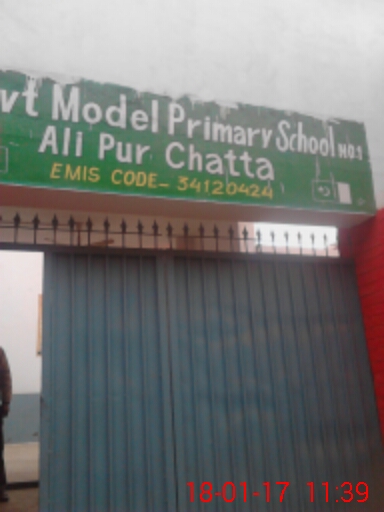 vt Model Primary School NO.1
Ali Pur Chatta
EMIS CODE- 34120424
18-01-17 11:39